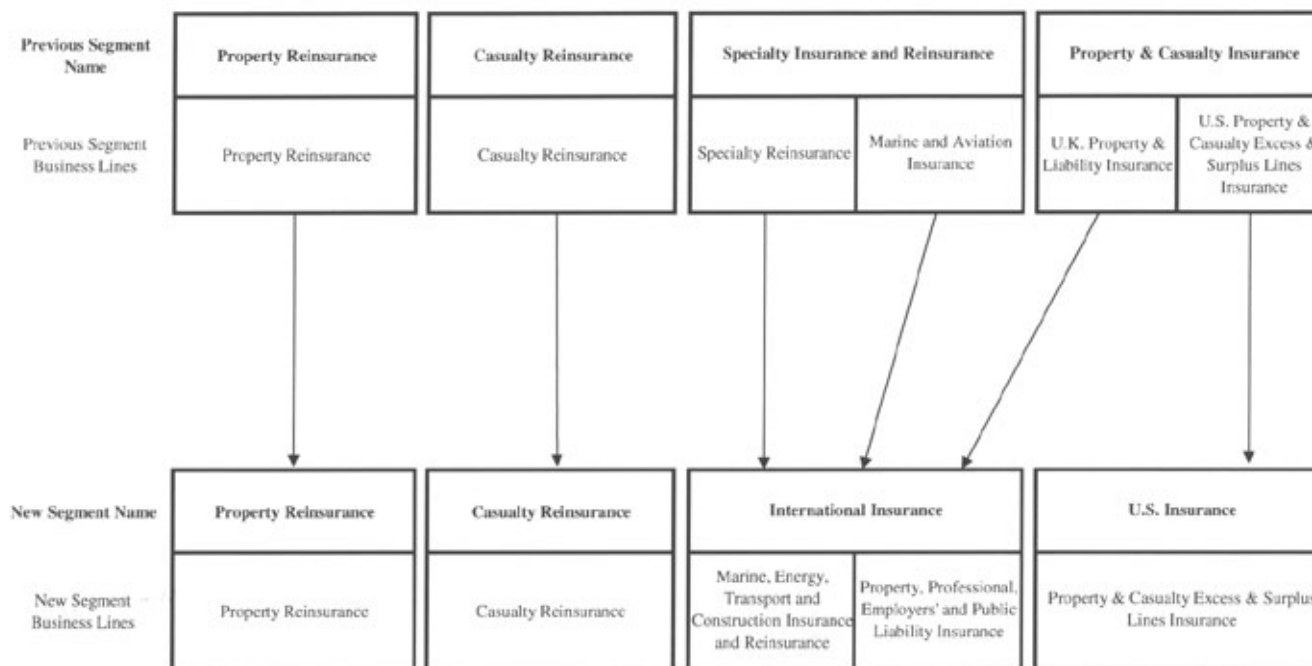 Previous Segment
Name
Property Reinsurance
Casualty Reinsurance
Specialty Insurance and Reinsurance
Property & Casualty Insurance
Previous Segment
Business Lines
Property Reinsurance
Casualty Reinsurance
Specialty Reinsurance
Marine and Aviation
Insurance
U.K. Property &
Liability Insurance
U.S. Property &
Casualty Excess &
Surplus Lines
Insurance
New Segment Name
Property Reinsurance
Casualty Reinsurance
International Insurance
U.S. Insurance
New Segment
Business Lines
Property Reinsurance
Casualty Reinsurance
Marine, Energy,
Transport and
Construction Insurance
and Reinsurance
Property, Professional,
Employers' and Public
Liability Insurance
Property & Casualty Excess & Surplus
Lines Insurance